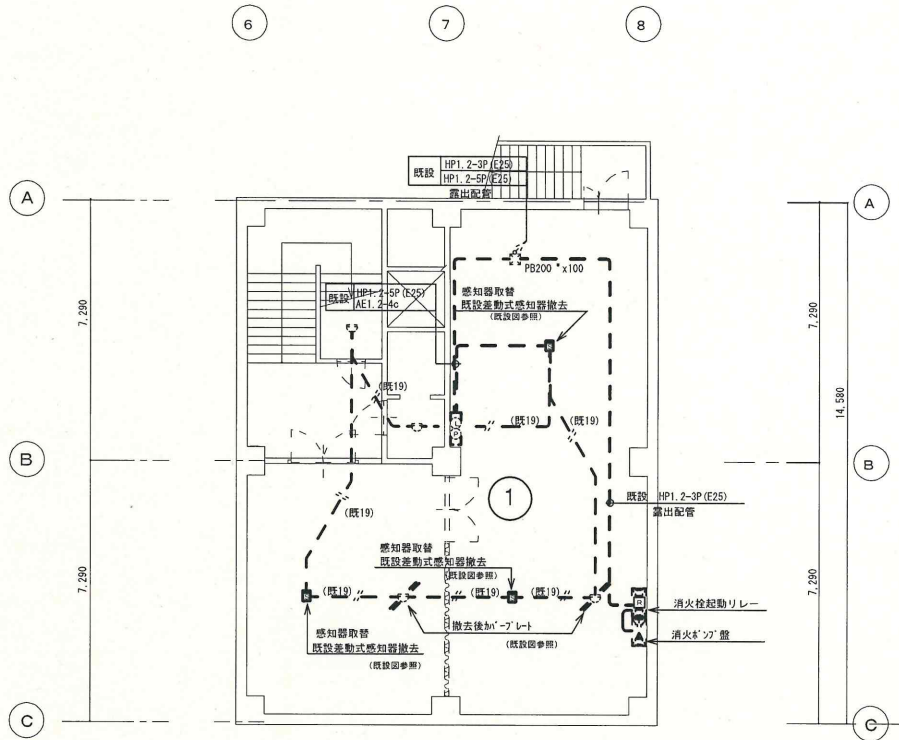 6
7
8
既設
HP1.2-3P(E25)
HP1.2-5P(E25)
露出配管
A
A
PB200 x100
感知器取替
既設差動式感知器撤去
(既設図参照)
既設
HP1.2-5P(E25)
AE1.2-4c
7,290
7,290
14,580
S
(既19)
L
P
(既19)
(既19)
B
B
1
既設 HP1.2-3P(E25)
露出配管
(既19)
感知器取替
既設差動式感知器撤去
(既設図参照)
7,290
7,290
(既19)
(既19)
(既19)
R
消火栓起動リレー
撤去後カバープレート
(既設図参照)
消火ポンプ盤
感知器取替
既設差動式感知器撤去
(既設図参照)
C
C